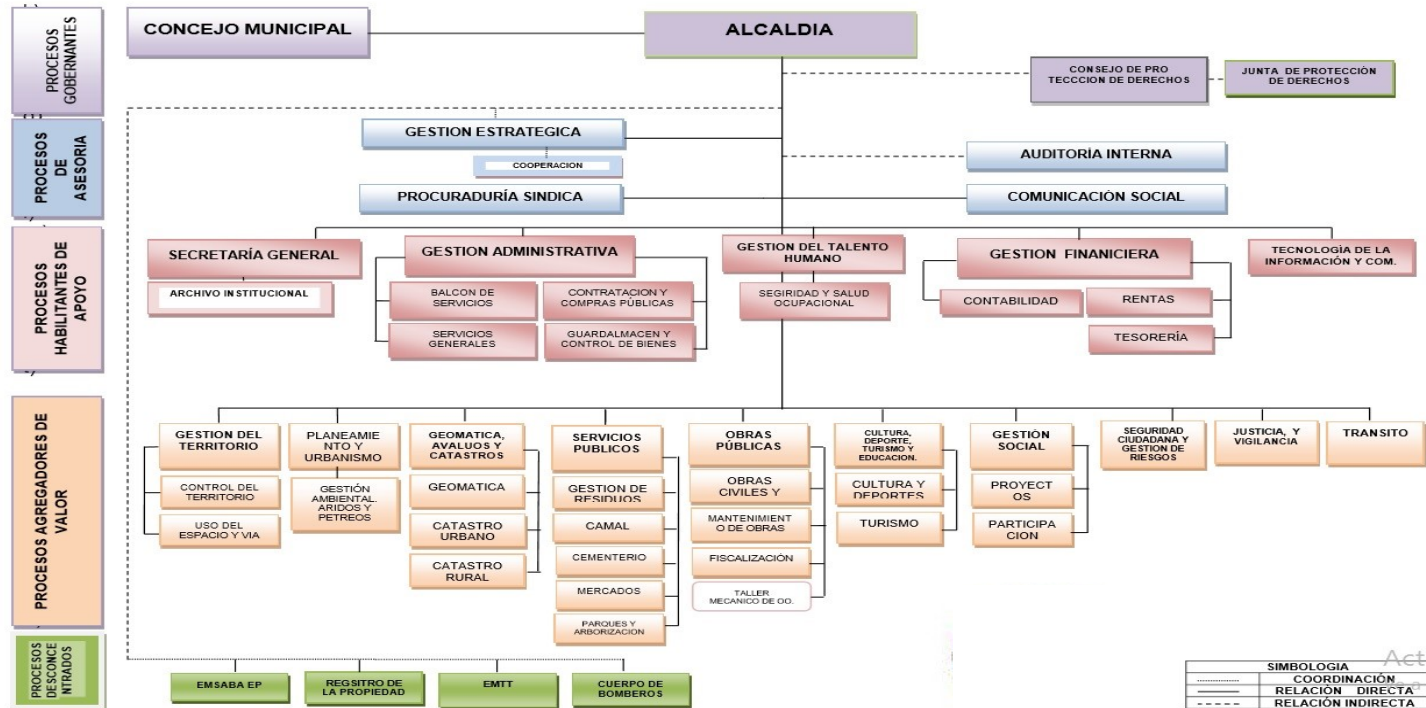 PROCESOS
GOBERNANTES
CONCEJO MUNICIPAL
ALCALDIA
CONSEJO DE PRO
TECCCION DE DERECHOS
JUNTA DE PROTECCIÓN
DE DERECHOS
PROCESOS
DE
ASESORIA
GESTION ESTRATEGICA
COOPERACION
AUDITORÍA INTERNA
PROCURADURÍA SINDICA
COMUNICACIÓN SOCIAL
PROCESOS
HABILITANTES DE
APOYO
SECRETARÍA GENERAL
ARCHIVO INSTITUCIONAL
GESTION ADMINISTRATIVA
BALCON DE
SERVICIOS
CONTRATACION Y
COMPRAS PÚBLICAS
SERVICIOS
GENERALES
GUARDALMACEN Y
CONTROL DE BIENES
GESTION DEL TALENTO
HUMANO
SEGIRIDAD Y SALUD
OCUPACIONAL
GESTION FINANCIERA
CONTABILIDAD
RENTAS
TESORERÍA
TECNOLOGÌA DE LA
INFORMACIÓN Y COM.
PROCESOS AGREGADORES DE
VALOR
GESTION DEL
TERRITORIO
CONTROL DEL
TERRITORIO
USO DEL
ESPACIO Y VIA
PLANEAMIE
NTO Y
URBANISMO
GESTIÓN
AMBIENTAL.
ARIDOS Y
PETREOS
GEOMATICA,
AVALUOS Y
CATASTROS
GEOMATICA
CATASTRO
URBANO
CATASTRO
RURAL
SERVICIOS
PUBLICOS
GESTION DE
RESIDUOS
CAMAL
CEMENTERIO
MERCADOS
PARQUES Y
ARBORIZACION
OBRAS
PÚBLICAS
OBRAS
CIVILES Y
MANTENIMIENT
O DE OBRAS
FISCALIZACIÓN
TALLER
MECANICO DE OO.
CULTURA,
DEPORTE,
TURISMO Y
EDUCACION.
CULTURA Y
DEPORTES
TURISMO
GESTIÓN
SOCIAL
PROYECT
OS
PARTICIPA
CION
SEGURIDAD
CIUDADANA Y
GESTION DE
RIESGOS
JUSTICIA, Y
VIGILANCIA
TRANSITO
PROCESOS
DESCONCE
NTRADOS
EMSABA EP
REGSITRO DE
LA PROPIEDAD
EMTT
CUERPO DE
BOMBEROS
SIMBOLOGIA
COORDINACIÓN
RELACIÓN DIRECTA
RELACIÓN INDIRECTA
Act